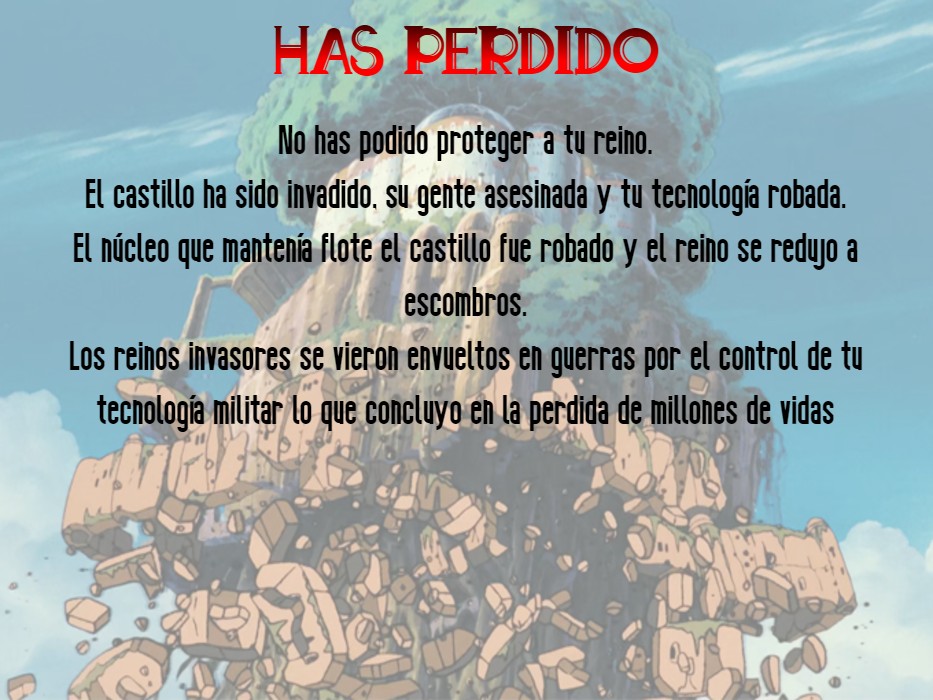 HAS PERDIDO
No has podido proteger a tu reino.
El castillo ha sido invadido, su gente asesinada y tu tecnología robada.
El núcleo que mantenía flote el castillo fue robado y el reino se redujo a
escombros.
Los reinos invasores se vieron envueltos en guerras por el control de tu
tecnología militar lo que concluyo en la perdida de millones de vidas